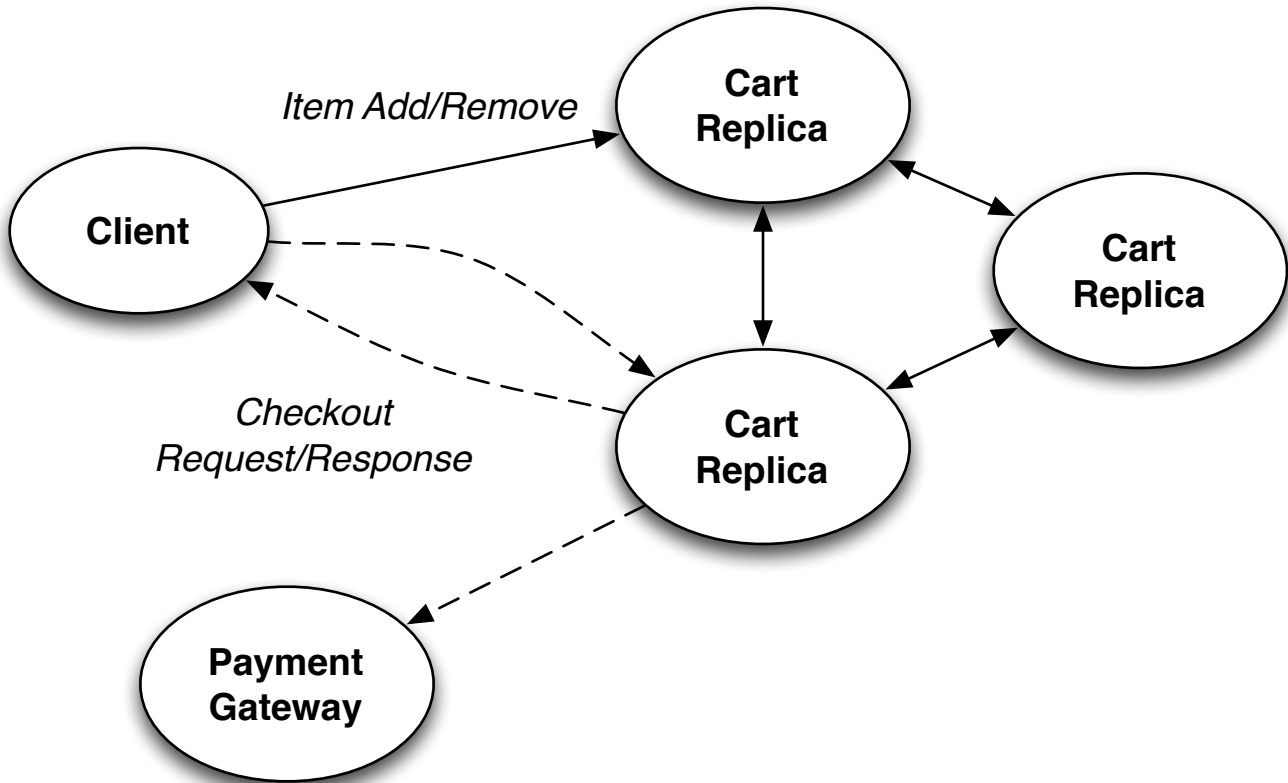 Cart
Replica
Item Add/Remove
Client
Cart
Replica
Checkout
Request/Response
Cart
Replica
Payment
Gateway